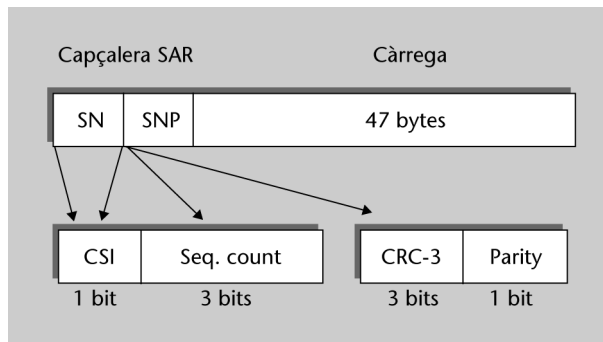 Capçalera SAR Càrrega
SN SNP 47 bytes
CSI Seq. count CRC-3 Parity
1 bit 3 bits 3 bits 1 bit